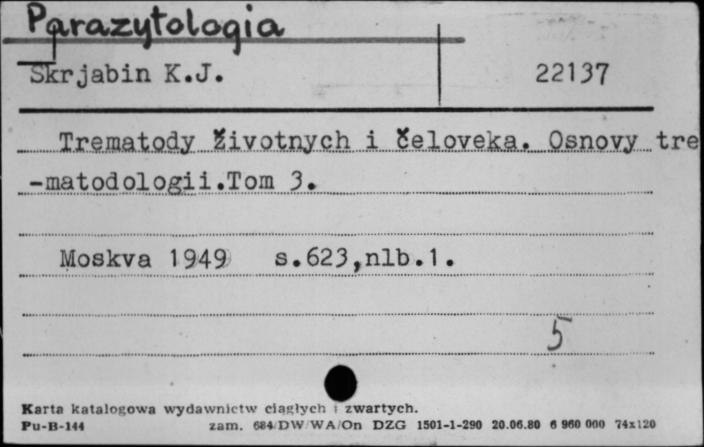 Parazytologia
Skrjabin K.J. 22137
Trematody životnych i čeloveka. Osnovy tre
-matodologii.Tom 3.
Moskva 1949 s.623,nlb.1.
5
Karta katalogowa wydawnictw ciągłych i zwartych.
Pu-B-144 zam. 684/DW/WA/On DZG 1501-1-290 20.06.80 6 960 000 74x120